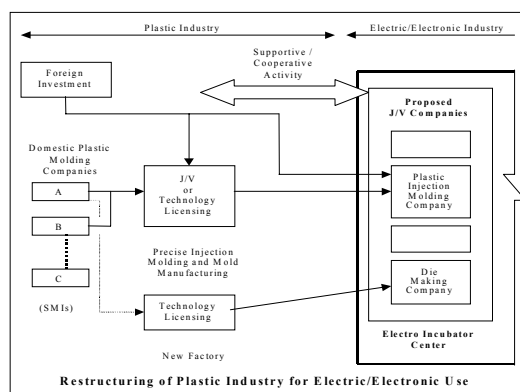 Plastic Industry
Electric/Electronic Industry
Supportive /
Cooperative
Activity
Foreign
Investment
Proposed
J/V Companies
Domestic Plastic
Molding
Companies
A
B
C
(SMIs)
J/V
or
Technology
Licensing
Plastic
Injection
Molding
Company
Precise Injection
Molding and Mold
Manufacturing
Technology
Licensing
Die
Making
Company
New Factory
Electro Incubator
Center
Restructuring of Plastic Industry for Electric/Electronic Use